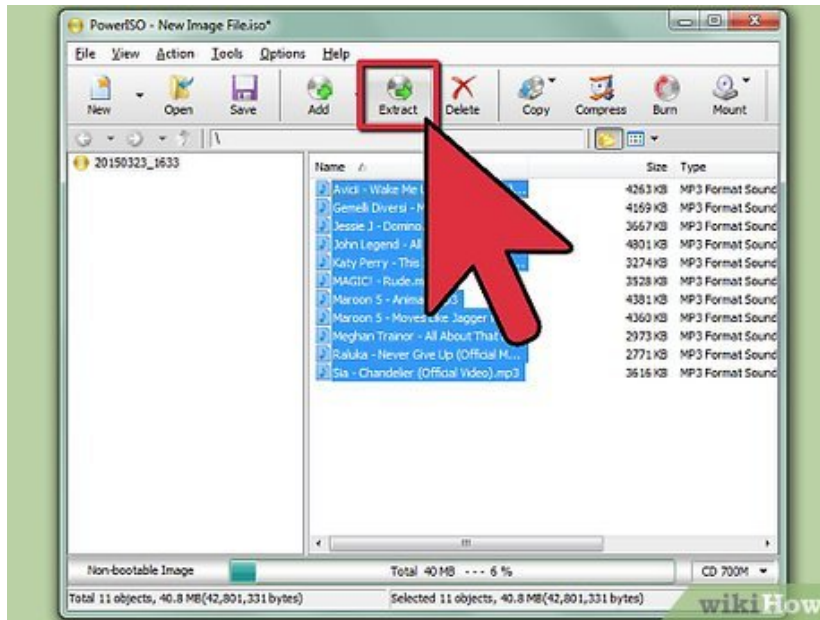 PowerISO - New Image File.iso*
File View Action Tools Options Help
New Open Save Add Extract Delete Copy Compress Burn Mount
\
20150323_1633
Name Size Type
Avicii - Wake Me 4263 KB MP3 Format Sound
Gemelli Diversi - 4169 KB MP3 Format Sound
Jessie J - Domino. 3667 KB MP3 Format Sound
John Legend - All 4801 KB MP3 Format Sound
Katy Perry - This 3274 KB MP3 Format Sound
MAGIC! - Rude.m 3528 KB MP3 Format Sound
Maroon 5 - Anima p3 4381 KB MP3 Format Sound
Maroon 5 - Moves Like Jagger 4360 KB MP3 Format Sound
Meghan Trainor - All About That 2973 KB MP3 Format Sound
Raluka - Never Give Up (Official M... 2771 KB MP3 Format Sound
Sia - Chandelier (Official Video).mp3 3616 KB MP3 Format Sound
Non-bootable Image Total 40 MB --- 6 % CD 700M
Total 11 objects, 40.8 MB(42,801,331 bytes) Selected 11 objects, 40.8 MB(42,801,331 bytes)
wikiHow